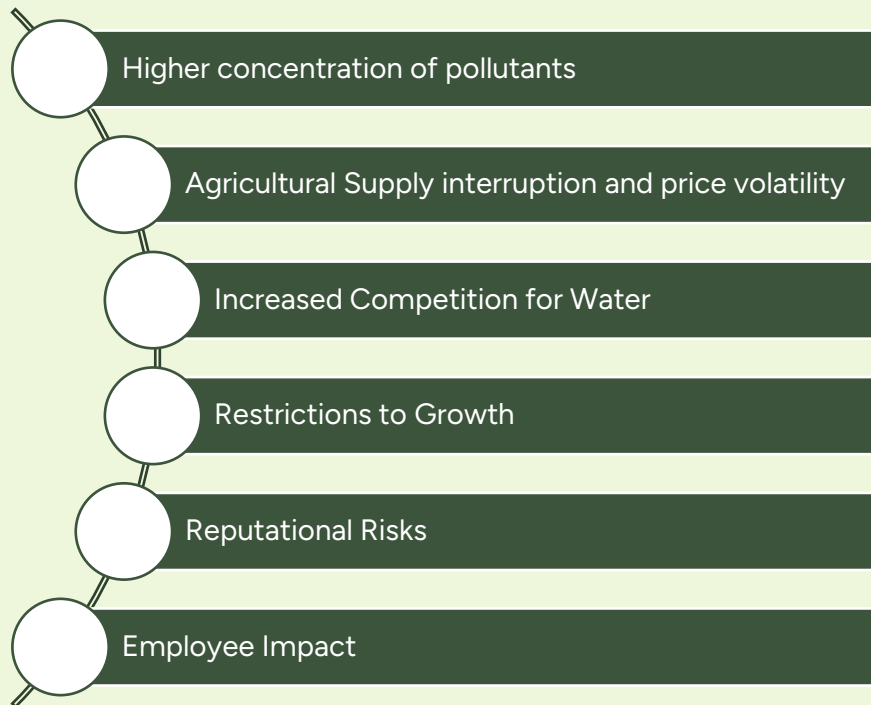 Higher concentration of pollutants
Agricultural Supply interruption and price volatility
Increased Competition for Water
Restrictions to Growth
Reputational Risks
Employee Impact